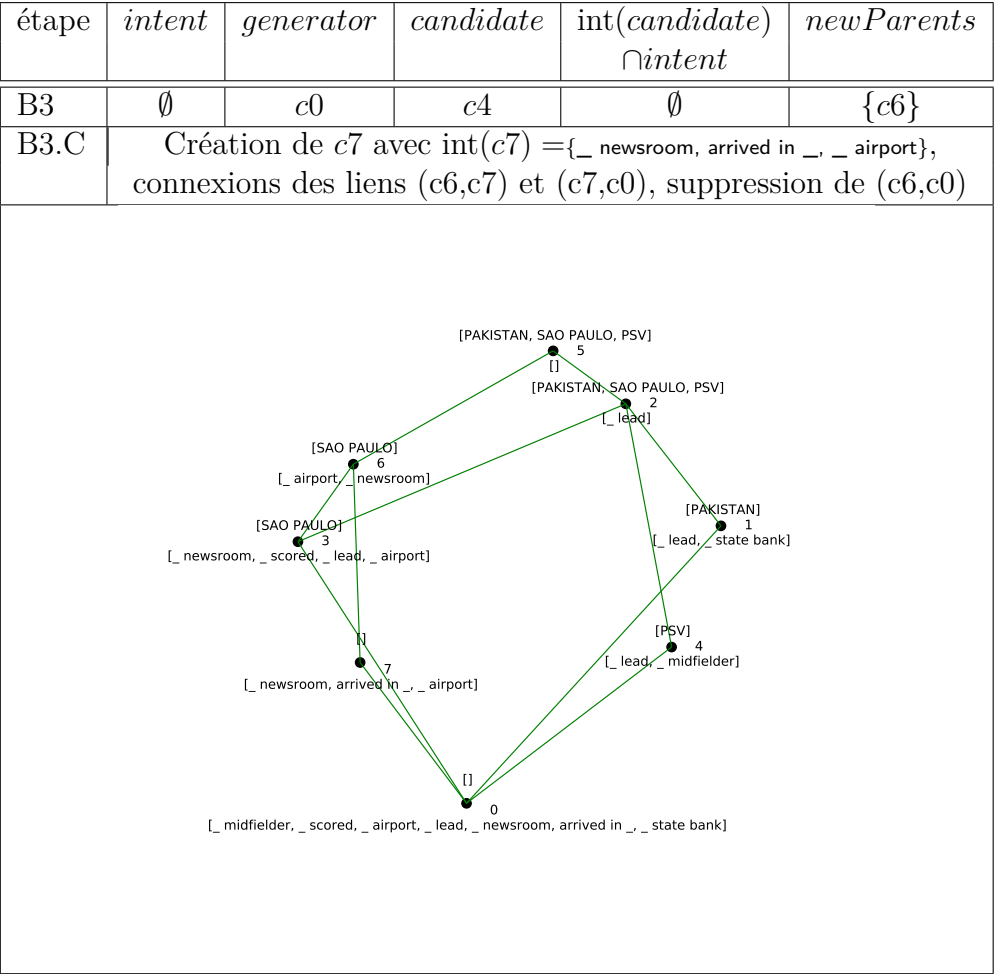 étape intent generator candidate int(candidate) newParents
∩intent
B3 ∅ c0 c4 ∅ {c6}
B3.C Création de c7 avec int(c7) ={_ newsroom, arrived in _, _ airport},
connexions des liens (c6,c7) et (c7,c0), suppression de (c6,c0)
[PAKISTAN, SAO PAULO, PSV]
5
[]
[PAKISTAN, SAO PAULO, PSV]
2
[_ lead]
[SAO PAULO]
6
[_ airport, _ newsroom]
[SAO PAULO]
3
[_ newsroom, _ scored, _ lead, _ airport]
[PAKISTAN]
1
[_ lead, _ state bank]
[PSV]
4
[_ lead, _ midfielder]
[]
7
[_ newsroom, arrived in _, _ airport]
[]
0
[_ midfielder, _ scored, _ airport, _ lead, _ newsroom, arrived in _, _ state bank]